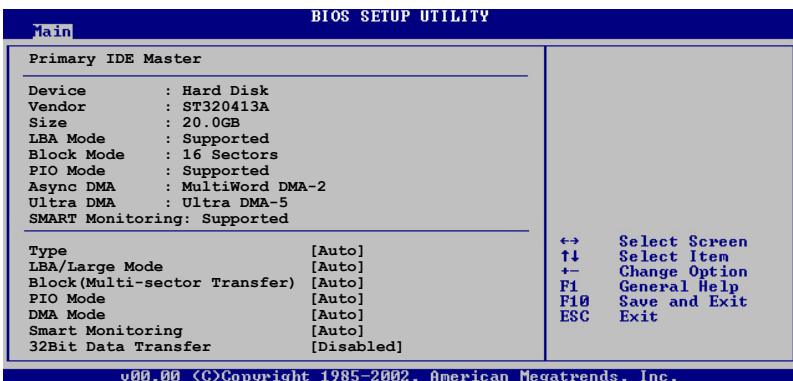 BIOS SETUP UTILITY
Main
Primary IDE Master
Device : Hard Disk
Vendor : ST320413A
Size : 20.0GB
LBA Mode : Supported
Block Mode : 16 Sectors
PIO Mode : Supported
Async DMA : MultiWord DMA-2
Ultra DMA : Ultra DMA-5
SMART Monitoring: Supported
Type [Auto]
LBA/Large Mode [Auto]
Block(Multi-sector Transfer) [Auto]
PIO Mode [Auto]
DMA Mode [Auto]
Smart Monitoring [Auto]
32Bit Data Transfer [Disabled]
←→ Select Screen
↑↓ Select Item
+- Change Option
F1 General Help
F10 Save and Exit
ESC Exit
v00.00 (C)Copyright 1985-2002, American Megatrends, Inc.